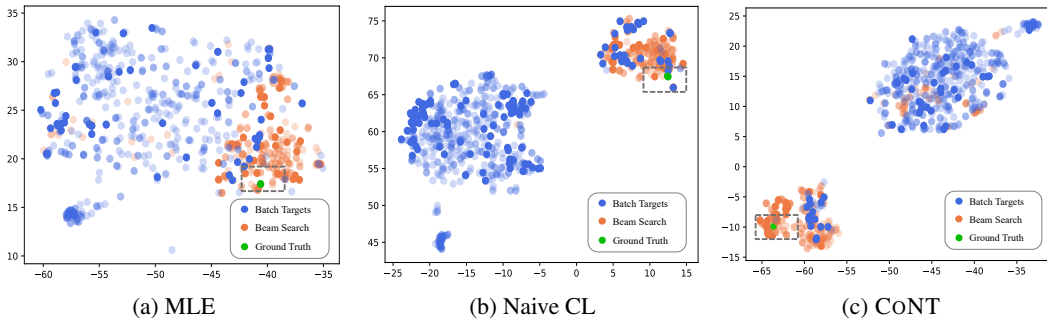 35
30
25
20
15
10
−60 −55 −50 −45 −40 −35
Batch Targets
Beam Search
Ground Truth
(a) MLE
75
70
65
60
55
50
45
−25 −20 −15 −10 −5 0 5 10 15
Batch Targets
Beam Search
Ground Truth
(b) Naive CL
25
20
15
10
5
0
−5
−10
−15
−65 −60 −55 −50 −45 −40 −35
Batch Targets
Beam Search
Ground Truth
(c) CONT